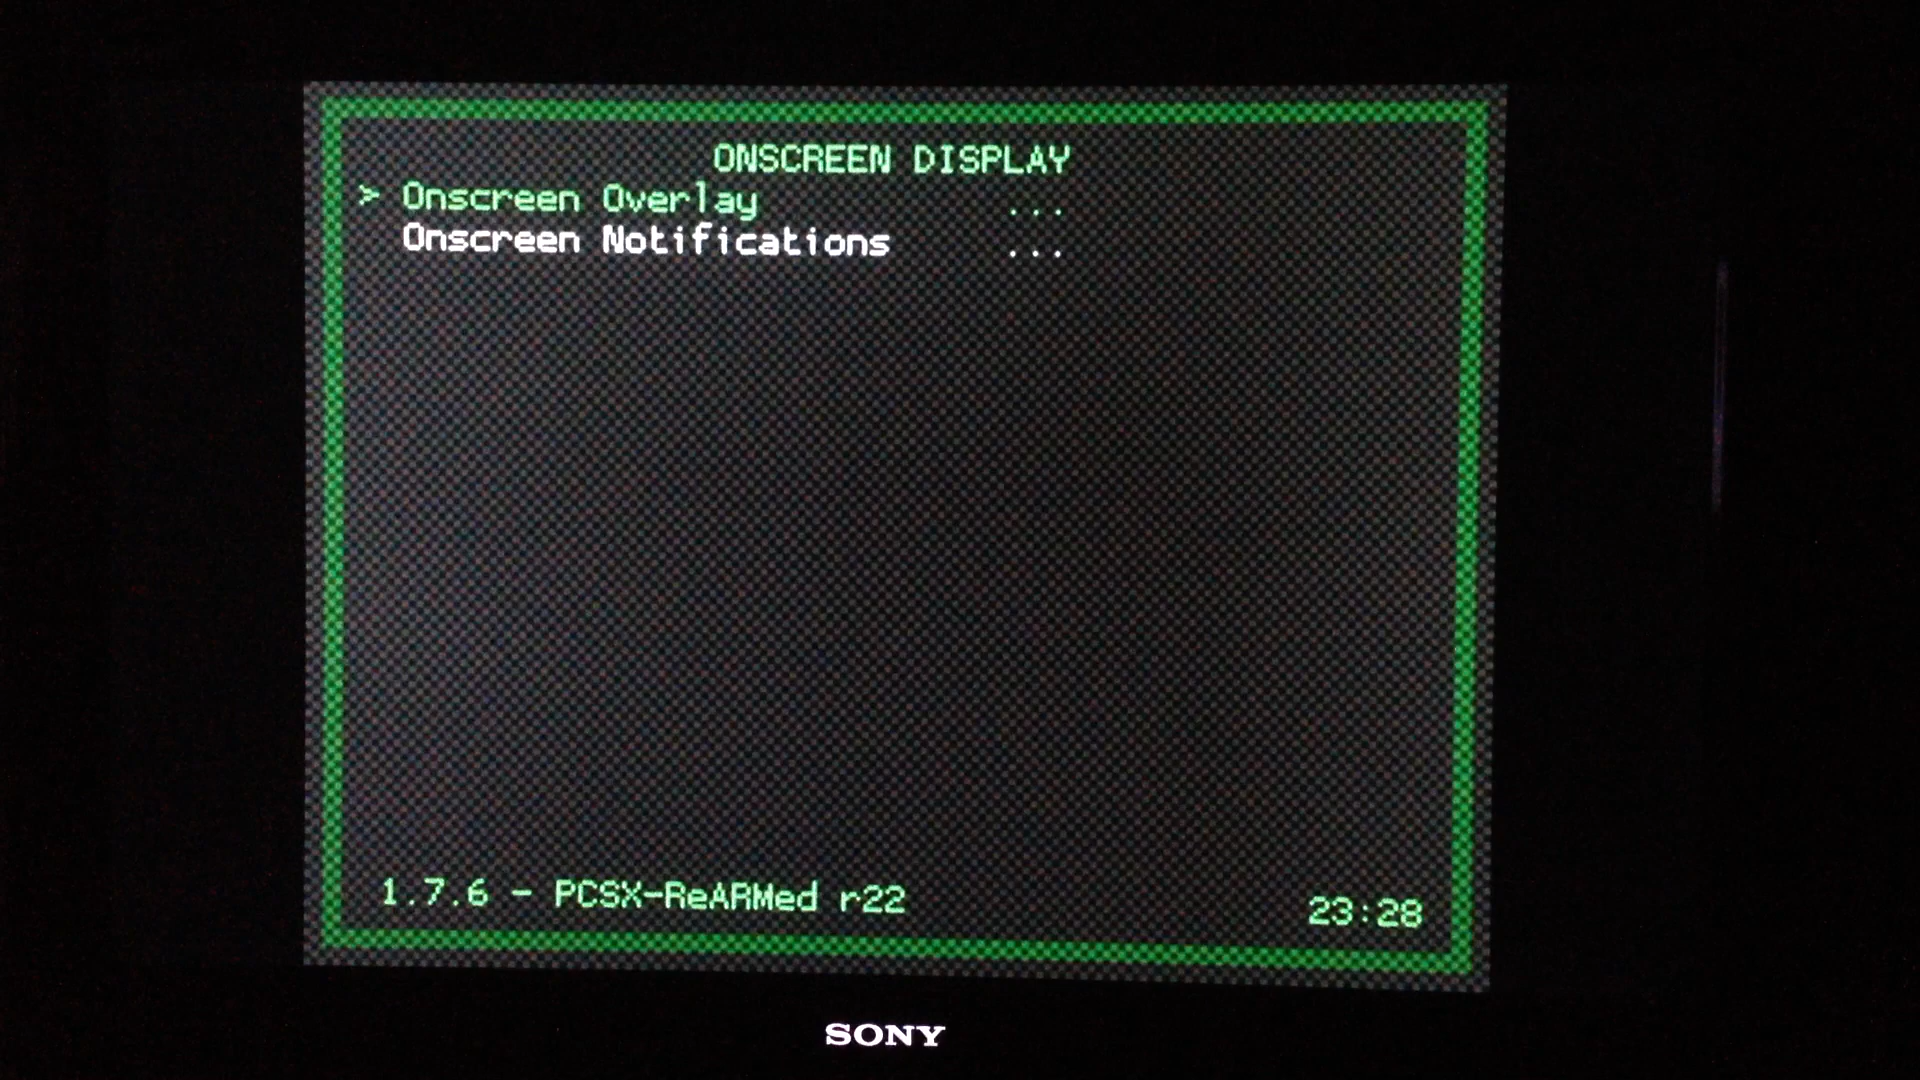 ONSCREEN DISPLAY
> Onscreen Overlay ...
Onscreen Notifications ...
1.7.6 - PCSX-ReARMed r22 23:28
SONY